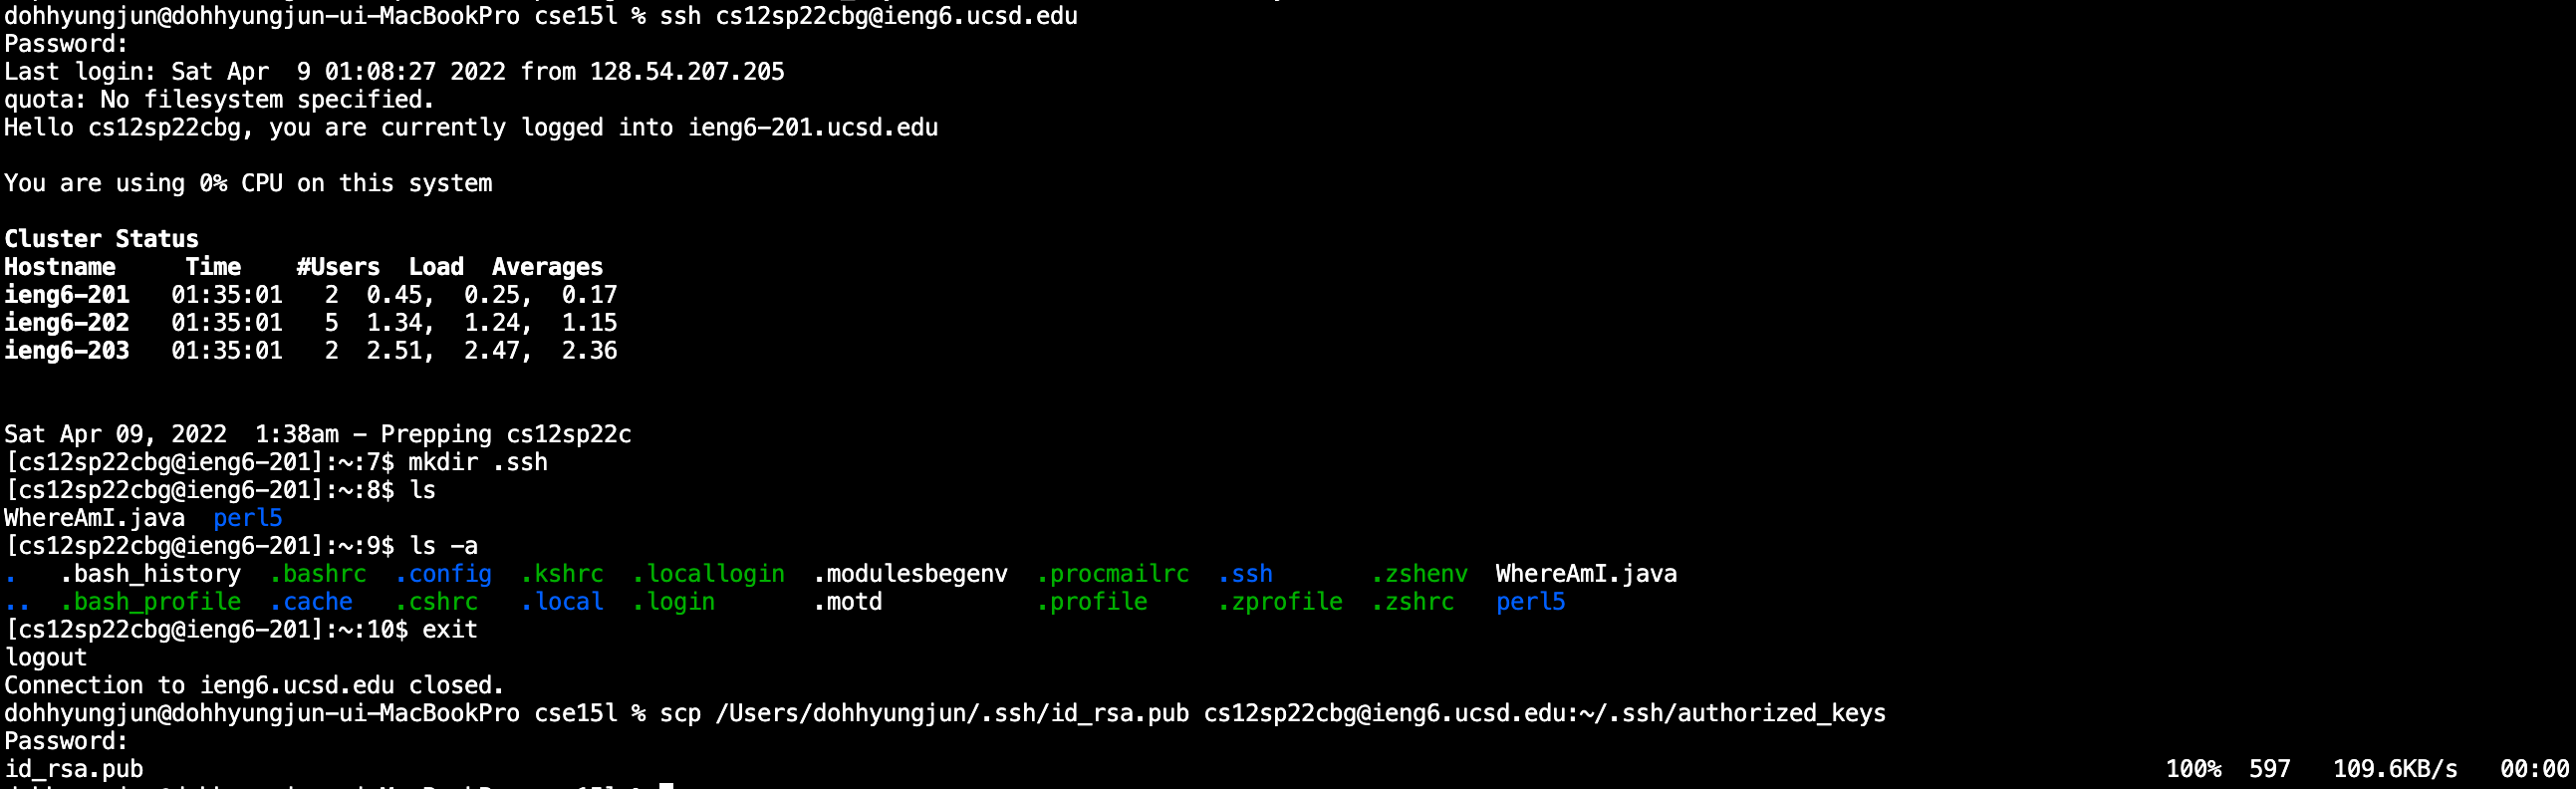 dohhyungjun@dohhyungjun-ui-MacBookPro cse15l % ssh cs12sp22cbg@ieng6.ucsd.edu
Password:
Last login: Sat Apr  9 01:08:27 2022 from 128.54.207.205
quota: No filesystem specified.
Hello cs12sp22cbg, you are currently logged into ieng6-201.ucsd.edu

You are using 0% CPU on this system

Cluster Status
Hostname     Time    #Users  Load  Averages
ieng6-201   01:35:01   2  0.45,  0.25,  0.17
ieng6-202   01:35:01   5  1.34,  1.24,  1.15
ieng6-203   01:35:01   2  2.51,  2.47,  2.36

Sat Apr 09, 2022  1:38am - Prepping cs12sp22c
[cs12sp22cbg@ieng6-201]:~:7$ mkdir .ssh
[cs12sp22cbg@ieng6-201]:~:8$ ls
WhereAmI.java  perl5
[cs12sp22cbg@ieng6-201]:~:9$ ls -a
.   .bash_history  .bashrc  .config  .kshrc  .locallogin  .modulesbegenv  .procmailrc  .ssh       .zshenv  WhereAmI.java
..  .bash_profile  .cache   .cshrc   .local  .login       .motd           .profile     .zprofile  .zshrc   perl5
[cs12sp22cbg@ieng6-201]:~:10$ exit
logout
Connection to ieng6.ucsd.edu closed.
dohhyungjun@dohhyungjun-ui-MacBookPro cse15l % scp /Users/dohhyungjun/.ssh/id_rsa.pub cs12sp22cbg@ieng6.ucsd.edu:~/.ssh/authorized_keys
Password:
id_rsa.pub 100%  597   109.6KB/s   00:00